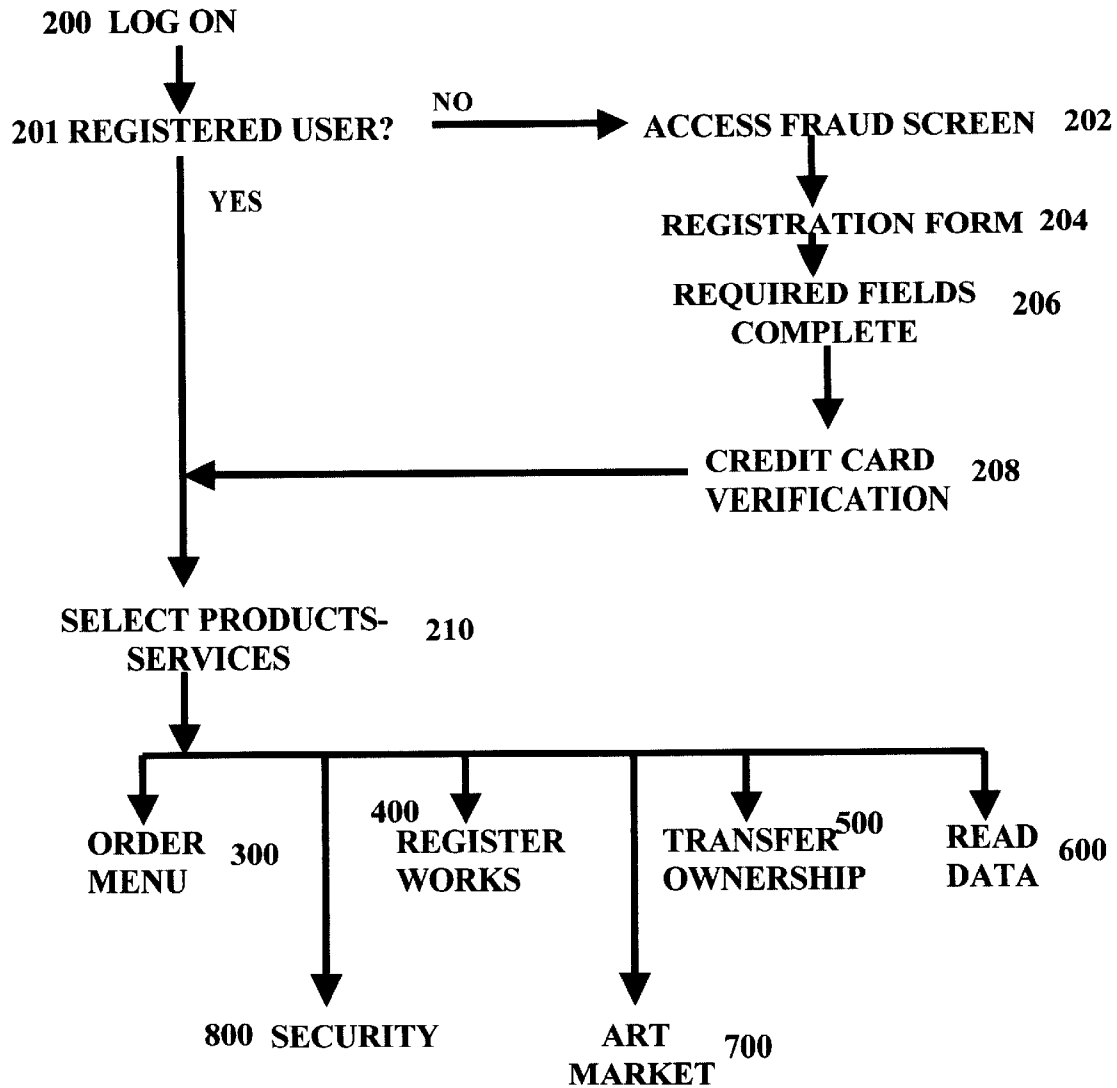 200 LOG ON
201 REGISTERED USER?
NO
ACCESS FRAUD SCREEN 202
YES
REGISTRATION FORM 204
REQUIRED FIELDS
COMPLETE
206
CREDIT CARD
VERIFICATION
208
SELECT PRODUCTS-
SERVICES
210
ORDER
MENU
300
400
REGISTER
WORKS
TRANSFER
OWNERSHIP
500
READ
DATA
600
800 SECURITY
ART
MARKET
700